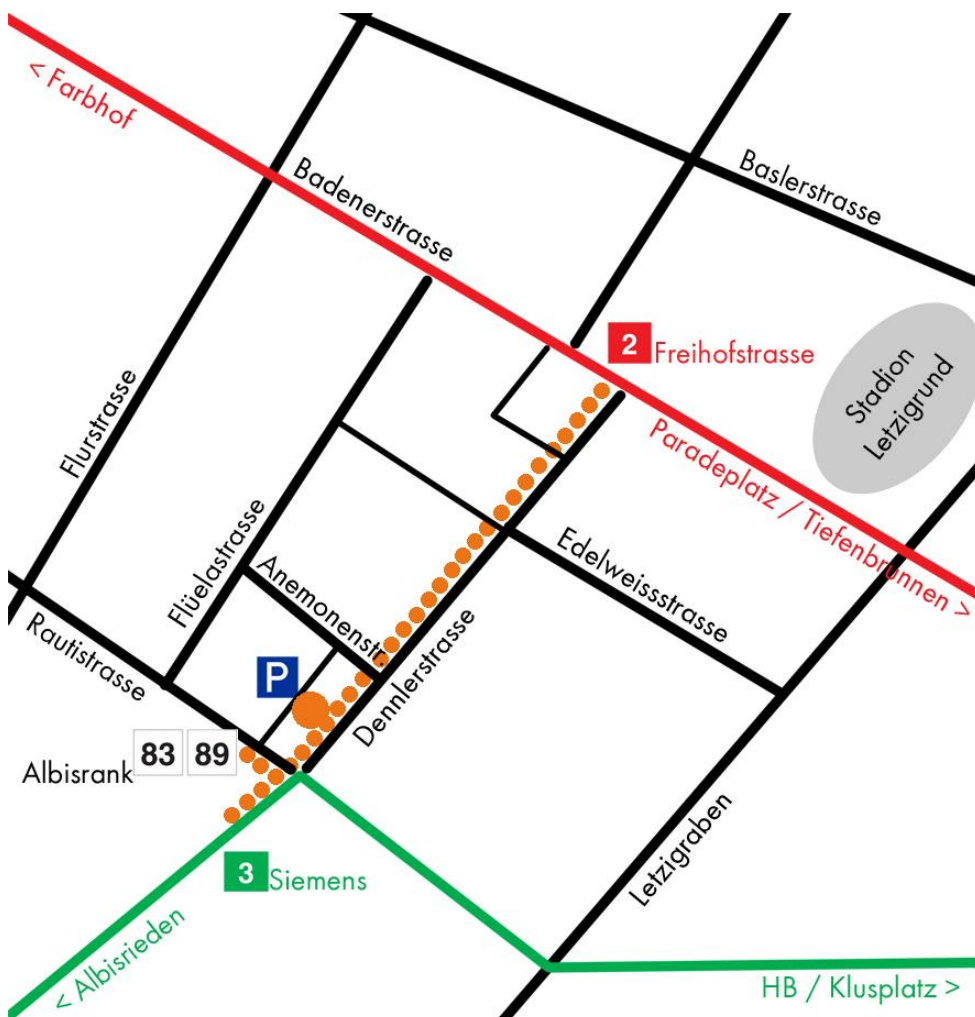 < Farbhof
Badenerstrasse
Baslerstrasse
2
Freihofstrasse
Stadion
Letzigrund
Flurstrasse
Paradeplatz / Tiefenbrunnen >
Flüelastrasse
Anemonenstr.
Edelweissstrasse
Rautistrasse
P
Dennlerstrasse
83 89
Albisrank
Letzigraben
3
Siemens
< Albisrieden
HB / Klusplatz >